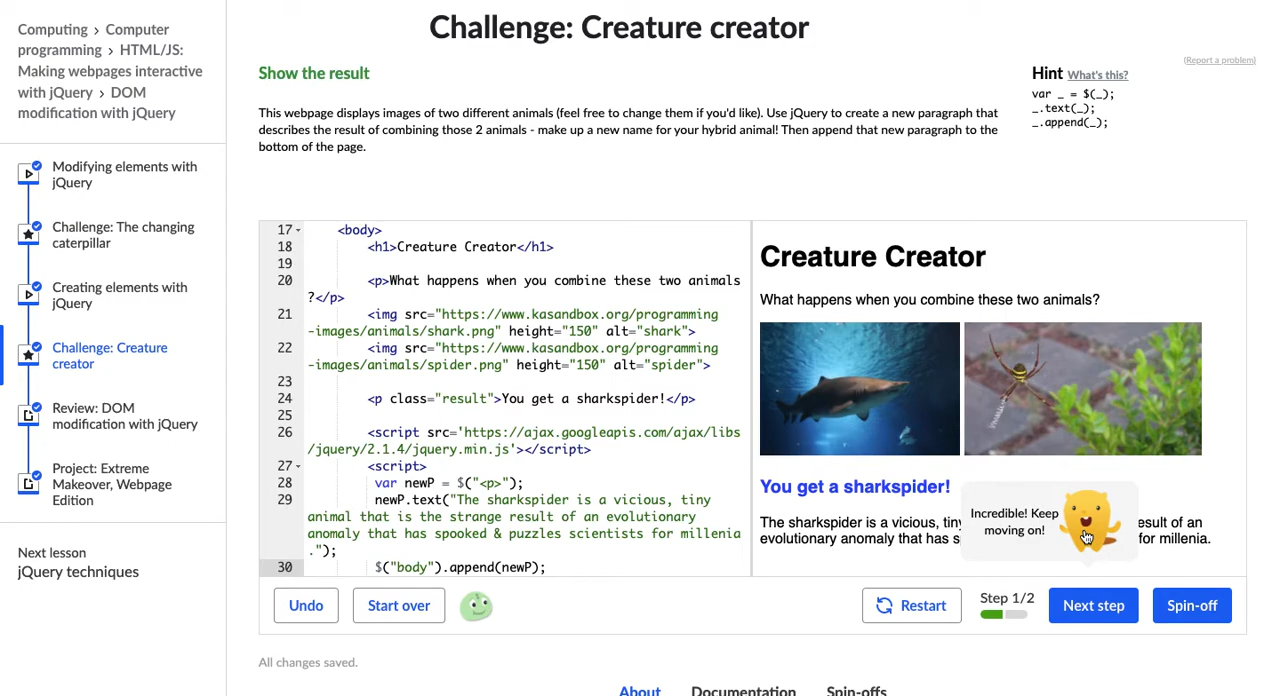 Computing > Computer
programming > HTML/JS:
Making webpages interactive
with jQuery > DOM
modification with jQuery
Modifying elements with
jQuery
Challenge: The changing
caterpillar
Creating elements with
jQuery
Challenge: Creature
creator
Review: DOM
modification with jQuery
Project: Extreme
Makeover, Webpage
Edition
Next lesson
jQuery techniques
Challenge: Creature creator
(Report a problem)
Show the result
This webpage displays images of two different animals (feel free to change them if you'd like). Use jQuery to create a new paragraph that
describes the result of combining those 2 animals - make up a new name for your hybrid animal! Then append that new paragraph to the
bottom of the page.
Hint What's this?
var _ = $(_);
_.text(_);
_.append(_);
17 <body>
18 <h1>Creature Creator</h1>
19
20 <p>What happens when you combine these two animals
?</p>
21 <img src="https://www.kasandbox.org/programming
-images/animals/shark.png" height="150" alt="shark">
22 <img src="https://www.kasandbox.org/programming
-images/animals/spider.png" height="150" alt="spider">
23
24 <p class="result">You get a sharkspider!</p>
25
26 <script src='https://ajax.googleapis.com/ajax/libs
/jquery/2.1.4/jquery.min.js'></script>
27 <script>
28 var newP = $("<p>");
29 newP.text("The sharkspider is a vicious, tiny
animal that is the strange result of an evolutionary
anomaly that has spooked & puzzles scientists for millenia
.");
30 $("body").append(newP);
Creature Creator
What happens when you combine these two animals?
You get a sharkspider!
The sharkspider is a vicious, tiny esult of an
evolutionary anomaly that has s for millenia.
Incredible! Keep
moving on!
Undo
Start over
Restart
Step 1/2
Next step
Spin-off
All changes saved.
About Documentation Spin-offs